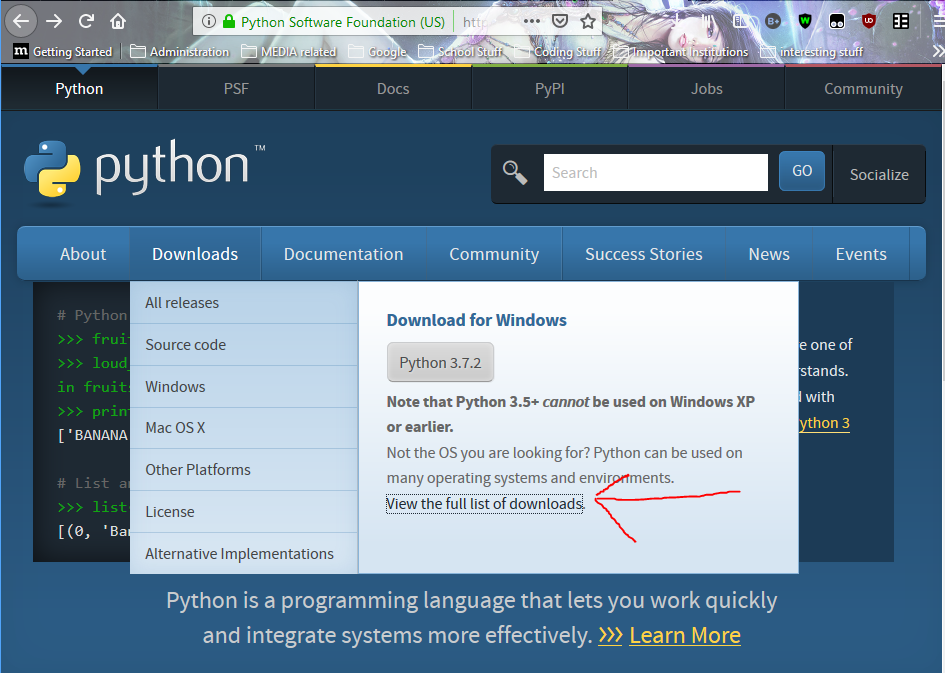 Python Software Foundation (US)
http
Getting Started
Administration
MEDIA related
Google
School Stuff
Coding Stuff
Important Institutions
interesting stuff
Python
PSF
Docs
PyPI
Jobs
Community
python™
Search
GO
Socialize
About
Downloads
Documentation
Community
Success Stories
News
Events
All releases
Source code
Windows
Mac OS X
Other Platforms
License
Alternative Implementations
Download for Windows
Python 3.7.2
Note that Python 3.5+ cannot be used on Windows XP
or earlier.
Not the OS you are looking for? Python can be used on
many operating systems and environments.
View the full list of downloads.
# Python
>>> frui
>>> loud_
in fruits
>>> print
['BANANA
# List an
>>> list
[(0, 'Ban
e one of
rstands.
d with
ython 3
Python is a programming language that lets you work quickly
and integrate systems more effectively. >>> Learn More